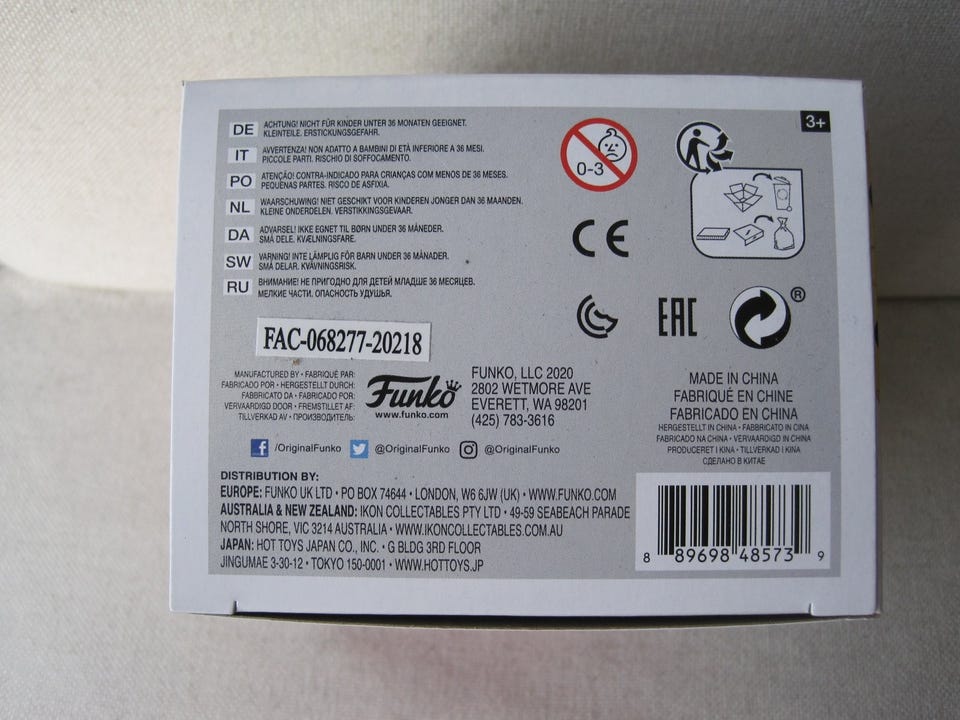 DE ACHTUNG! NICHT FÜR KINDER UNTER 36 MONATEN GEEIGNET.
KLEINTEILE. ERSTICKUNGSGEFAHR.
IT AVVERTENZA! NON ADATTO A BAMBINI DI ETÀ INFERIORE A 36 MESI.
PICCOLE PARTI. RISCHIO DI SOFFOCAMENTO.
PO ATENÇÃO! CONTRA-INDICADO PARA CRIANÇAS COM MENOS DE 36 MESES.
PEQUENAS PARTES. RISCO DE ASFIXIA.
NL WAARSCHUWING! NIET GESCHIKT VOOR KINDEREN JONGER DAN 36 MAANDEN.
KLEINE ONDERDELEN. VERSTIKKINGSGEVAAR.
DA ADVARSEL! IKKE EGNET TIL BØRN UNDER 36 MÅNEDER.
SMÅ DELE. KVÆLNINGSFARE.
SW VARNING! INTE LÄMPLIG FÖR BARN UNDER 36 MÅNADER.
SMÅ DELAR. KVÄVNINGSRISK.
RU ВНИМАНИЕ! НЕ ПРИГОДНО ДЛЯ ДЕТЕЙ МЛАДШЕ 36 МЕСЯЦЕВ.
МЕЛКИЕ ЧАСТИ. ОПАСНОСТЬ УДУШЬЯ.
0-3
3+
CE
EAC
®
FAC-068277-20218
MANUFACTURED BY • FABRIQUÉ PAR:
FABRICADO POR • HERGESTELLT DURCH:
FABBRICATO DA • FABRICADO POR:
VERVAARDIGD DOOR • FREMSTILLET AF:
TILLVERKAD AV • ПРОИЗВОДИТЕЛЬ:
Funko
www.funko.com
FUNKO, LLC 2020
2802 WETMORE AVE
EVERETT, WA 98201
(425) 783-3616
MADE IN CHINA
FABRIQUÉ EN CHINE
FABRICADO EN CHINA
HERGESTELLT IN CHINA • FABBRICATO IN CINA
FABRICADO NA CHINA • VERVAARDIGD IN CHINA
PRODUCERET I KINA • TILLVERKAD I KINA
СДЕЛАНО В КИТАЕ
/OriginalFunko @OriginalFunko @OriginalFunko
DISTRIBUTION BY:
EUROPE: FUNKO UK LTD • PO BOX 74644 • LONDON, W6 6JW (UK) • WWW.FUNKO.COM
AUSTRALIA & NEW ZEALAND: IKON COLLECTABLES PTY LTD • 49-59 SEABEACH PARADE
NORTH SHORE, VIC 3214 AUSTRALIA • WWW.IKONCOLLECTABLES.COM.AU
JAPAN: HOT TOYS JAPAN CO., INC. • G BLDG 3RD FLOOR
JINGUMAE 3-30-12 • TOKYO 150-0001 • WWW.HOTTOYS.JP
8 89698 48573 9